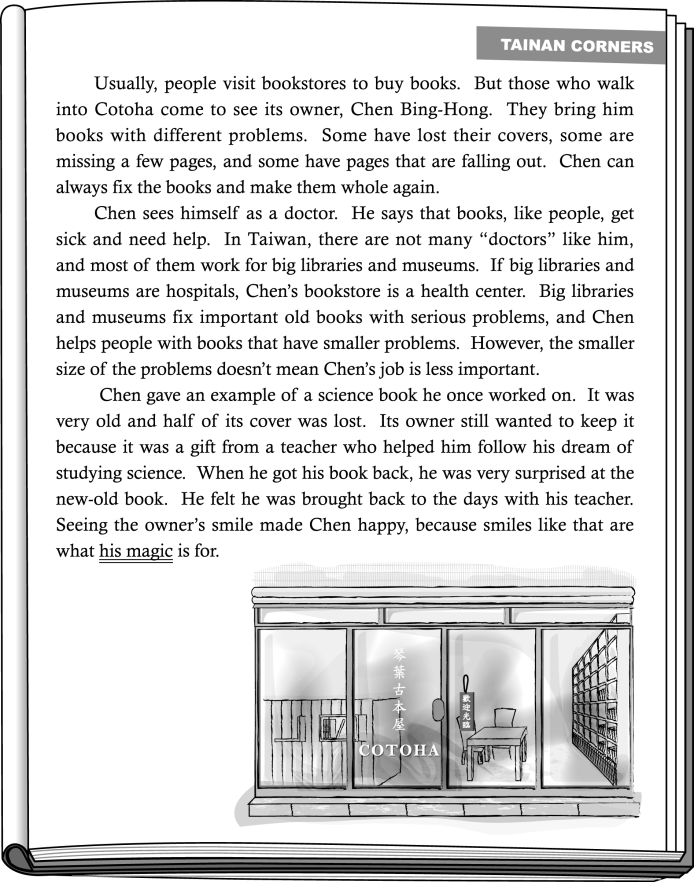 TAINAN CORNERS
Usually, people visit bookstores to buy books. But those who walk
into Cotoha come to see its owner, Chen Bing-Hong. They bring him
books with different problems. Some have lost their covers, some are
missing a few pages, and some have pages that are falling out. Chen can
always fix the books and make them whole again.
Chen sees himself as a doctor. He says that books, like people, get
sick and need help. In Taiwan, there are not many “doctors” like him,
and most of them work for big libraries and museums. If big libraries and
museums are hospitals, Chen’s bookstore is a health center. Big libraries
and museums fix important old books with serious problems, and Chen
helps people with books that have smaller problems. However, the smaller
size of the problems doesn’t mean Chen’s job is less important.
Chen gave an example of a science book he once worked on. It was
very old and half of its cover was lost. Its owner still wanted to keep it
because it was a gift from a teacher who helped him follow his dream of
studying science. When he got his book back, he was very surprised at the
new-old book. He felt he was brought back to the days with his teacher.
Seeing the owner’s smile made Chen happy, because smiles like that are
what his magic is for.
琴葉古本屋
歡迎光臨
COTOHA